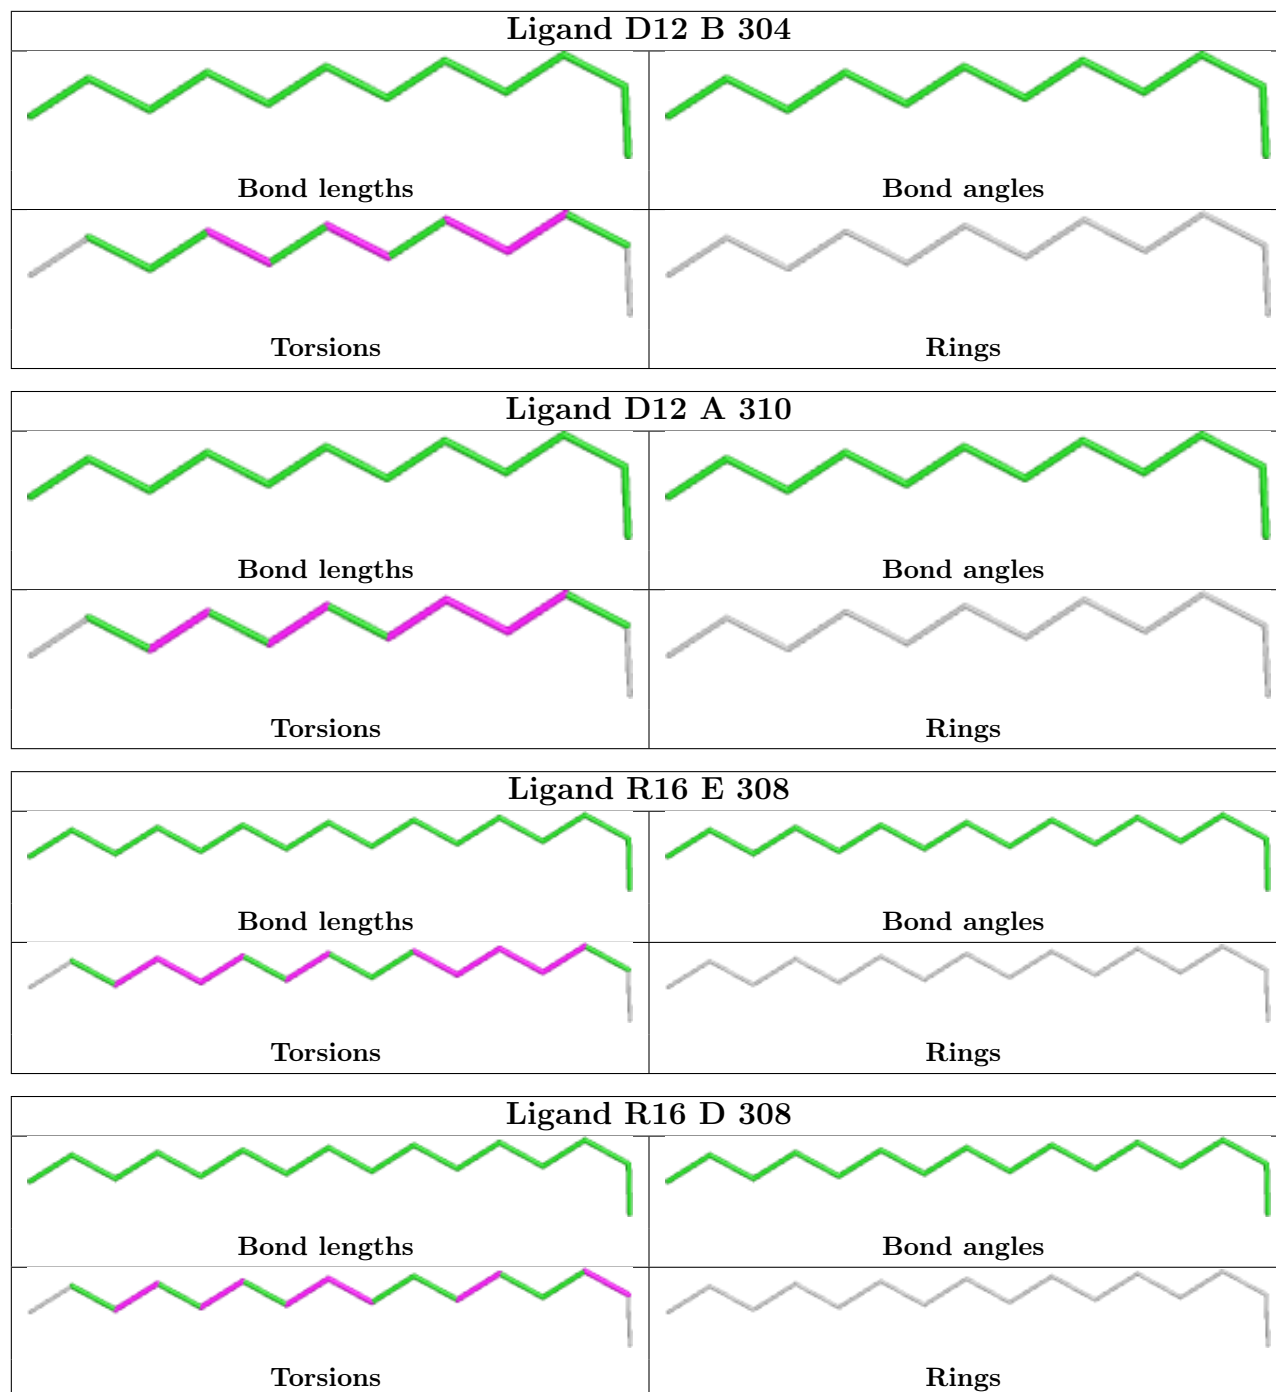 Ligand D12 B 304
Bond lengths Bond angles
Torsions Rings
Ligand D12 A 310
Bond lengths Bond angles
Torsions Rings
Ligand R16 E 308
Bond lengths Bond angles
Torsions Rings
Ligand R16 D 308
Bond lengths Bond angles
Torsions Rings